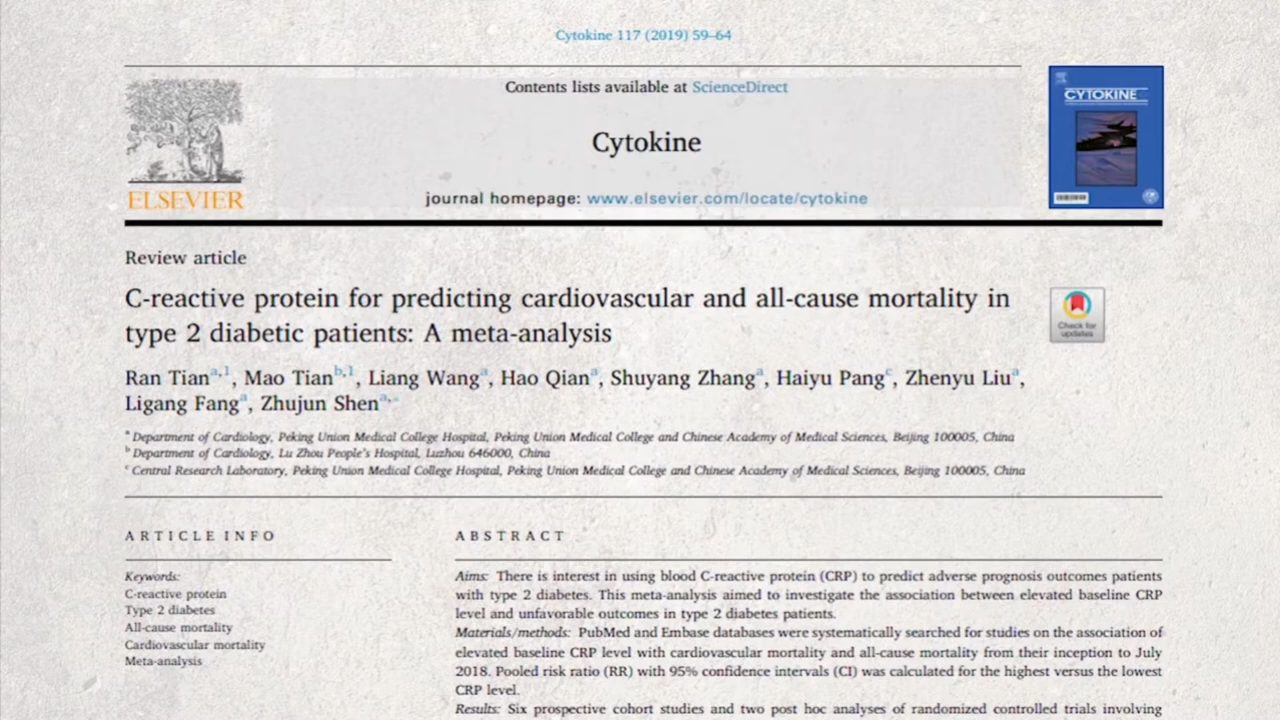 Cytokine 117 (2019) 59–64
Contents lists available at ScienceDirect
Cytokine
journal homepage: www.elsevier.com/locate/cytokine
ELSEVIER
CYTOKINE
Review article
C-reactive protein for predicting cardiovascular and all-cause mortality in
type 2 diabetic patients: A meta-analysis
Check for
updates
Ran Tian a,1, Mao Tian b,1, Liang Wang a, Hao Qian a, Shuyang Zhang a, Haiyu Pang c, Zhenyu Liu a,
Ligang Fang a, Zhujun Shen a,
a Department of Cardiology, Peking Union Medical College Hospital, Peking Union Medical College and Chinese Academy of Medical Sciences, Beijing 100005, China
b Department of Cardiology, Lu Zhou People's Hospital, Luzhou 646000, China
c Central Research Laboratory, Peking Union Medical College Hospital, Peking Union Medical College and Chinese Academy of Medical Sciences, Beijing 100005, China
ARTICLE INFO
Keywords:
C-reactive protein
Type 2 diabetes
All-cause mortality
Cardiovascular mortality
Meta-analysis
ABSTRACT
Aims: There is interest in using blood C-reactive protein (CRP) to predict adverse prognosis outcomes patients
with type 2 diabetes. This meta-analysis aimed to investigate the association between elevated baseline CRP
level and unfavorable outcomes in type 2 diabetes patients.
Materials/methods: PubMed and Embase databases were systematically searched for studies on the association of
elevated baseline CRP level with cardiovascular mortality and all-cause mortality from their inception to July
2018. Pooled risk ratio (RR) with 95% confidence intervals (CI) was calculated for the highest versus the lowest
CRP level.
Results: Six prospective cohort studies and two post hoc analyses of randomized controlled trials involving